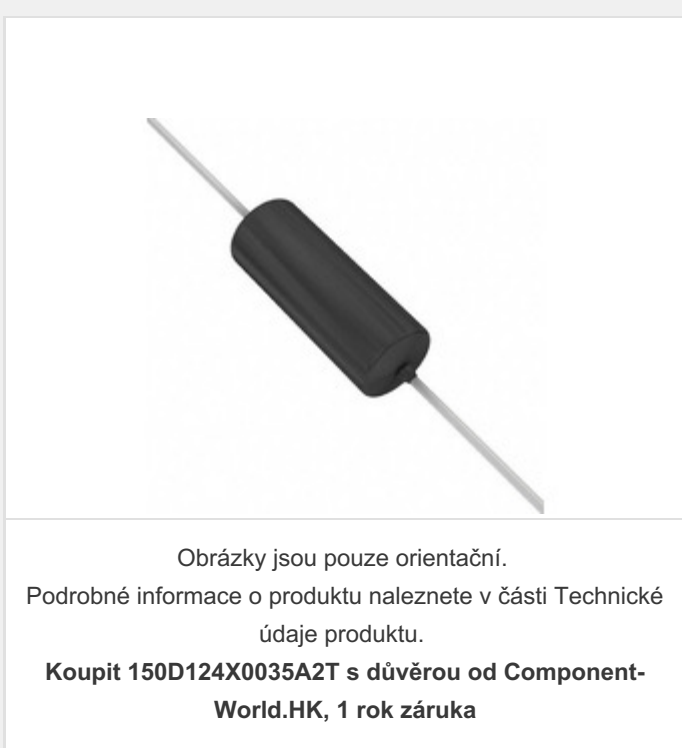 Obrázky jsou pouze orientační.
Podrobné informace o produktu naleznete v části Technické
údaje produktu.
Koupit 150D124X0035A2T s důvěrou od Component-
World.HK, 1 rok záruka